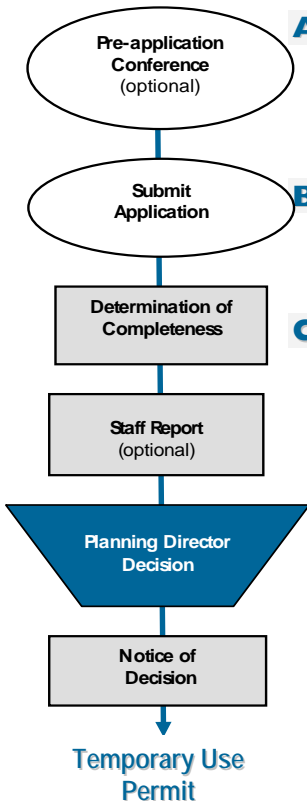 Pre-application
Conference
(optional)
A
Submit
Application
B
Determination of
Completeness
C
Staff Report
(optional)
Planning Director
Decision
Notice of
Decision
Temporary Use
Permit